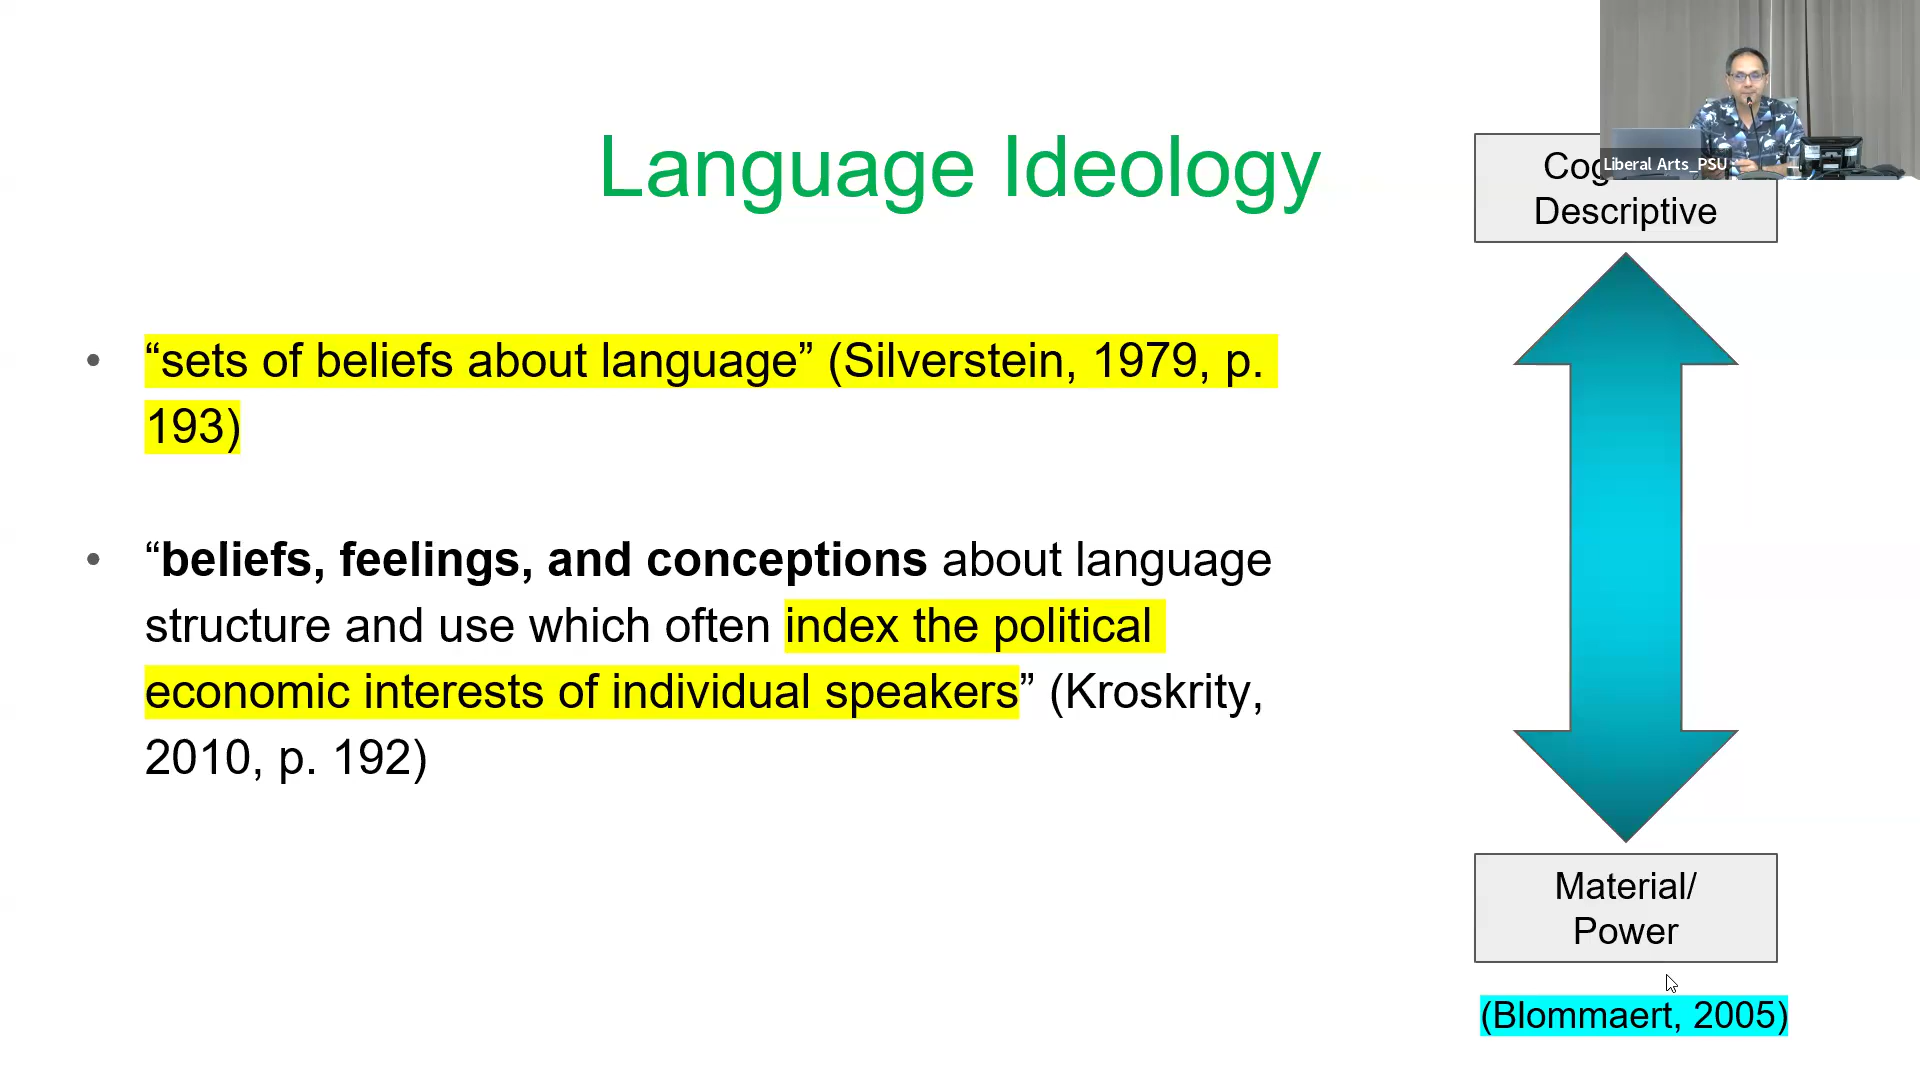 Language Ideology
• “sets of beliefs about language” (Silverstein, 1979, p.
193)
• “beliefs, feelings, and conceptions about language
structure and use which often index the political
economic interests of individual speakers” (Kroskrity,
2010, p. 192)
Liberal Arts_PSU
Descriptive
Material/
Power
(Blommaert, 2005)